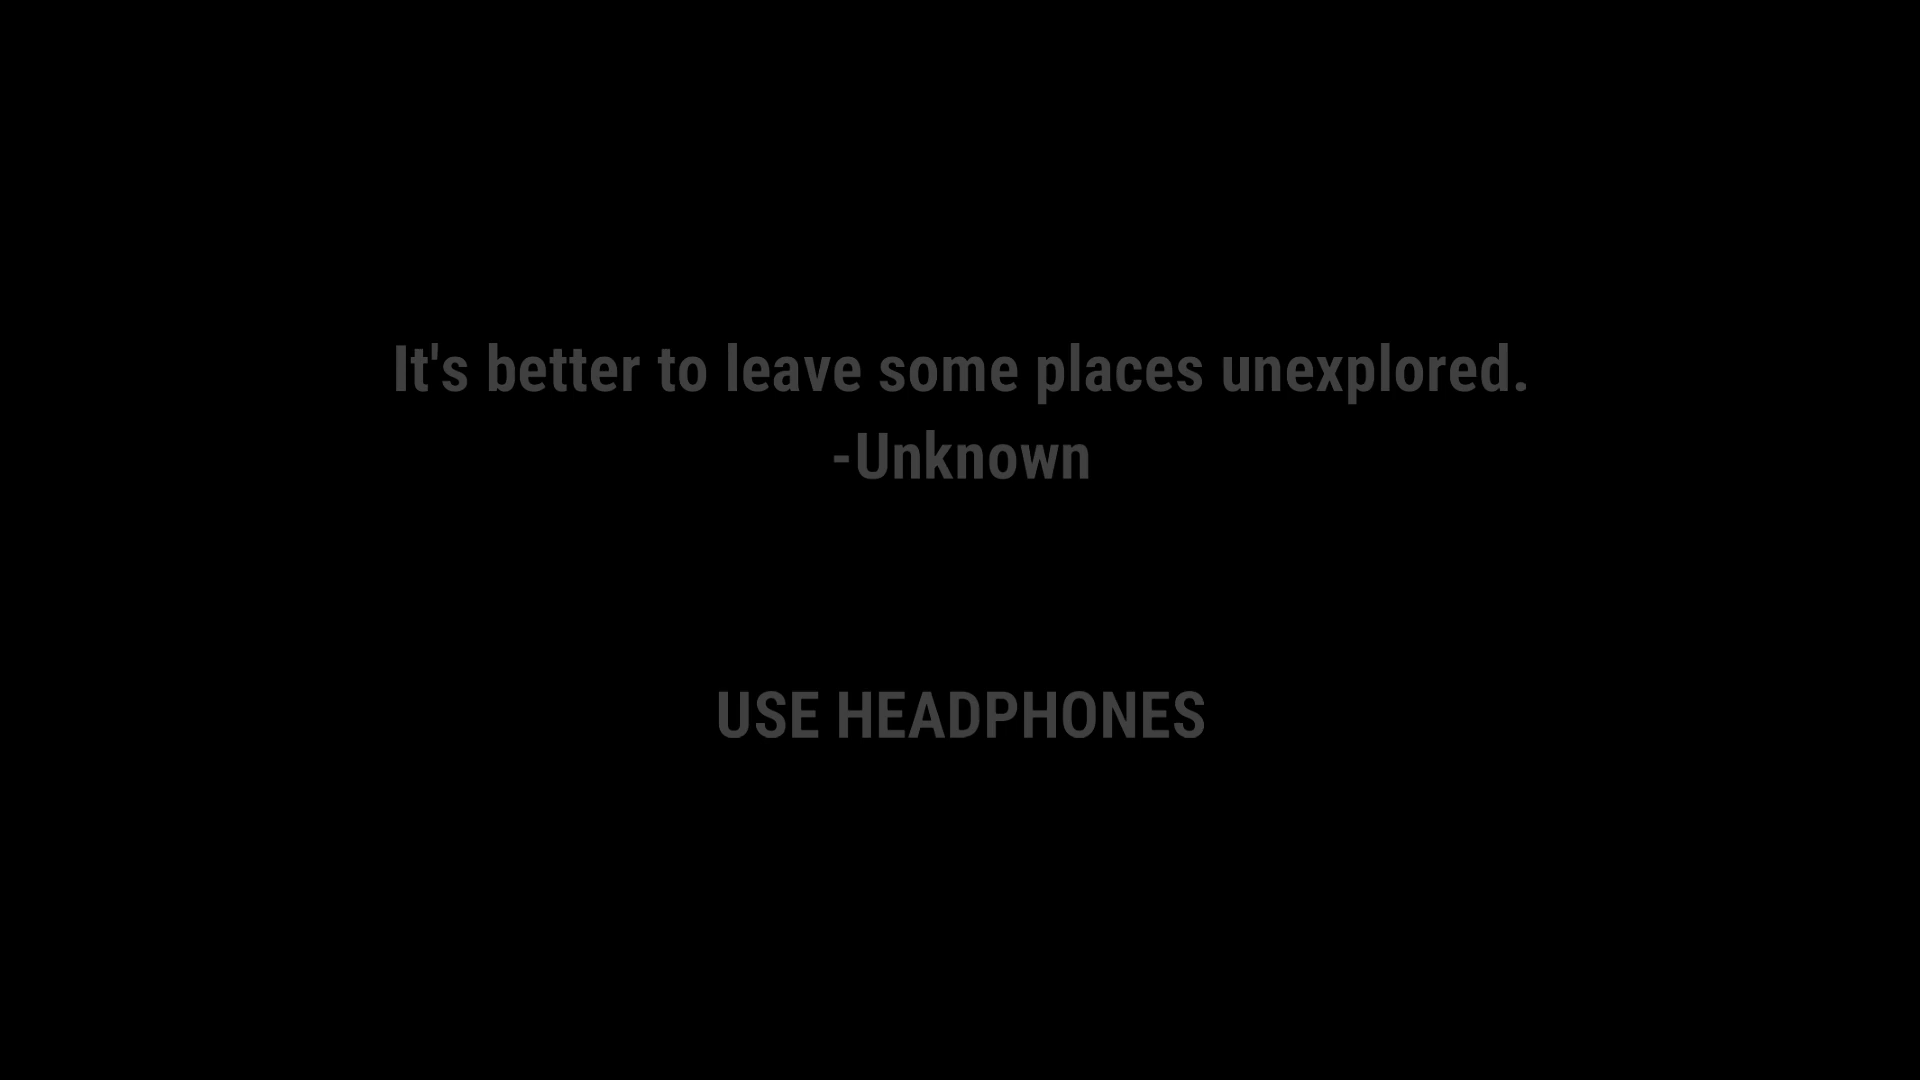 It's better to leave some places unexplored.
-Unknown
USE HEADPHONES